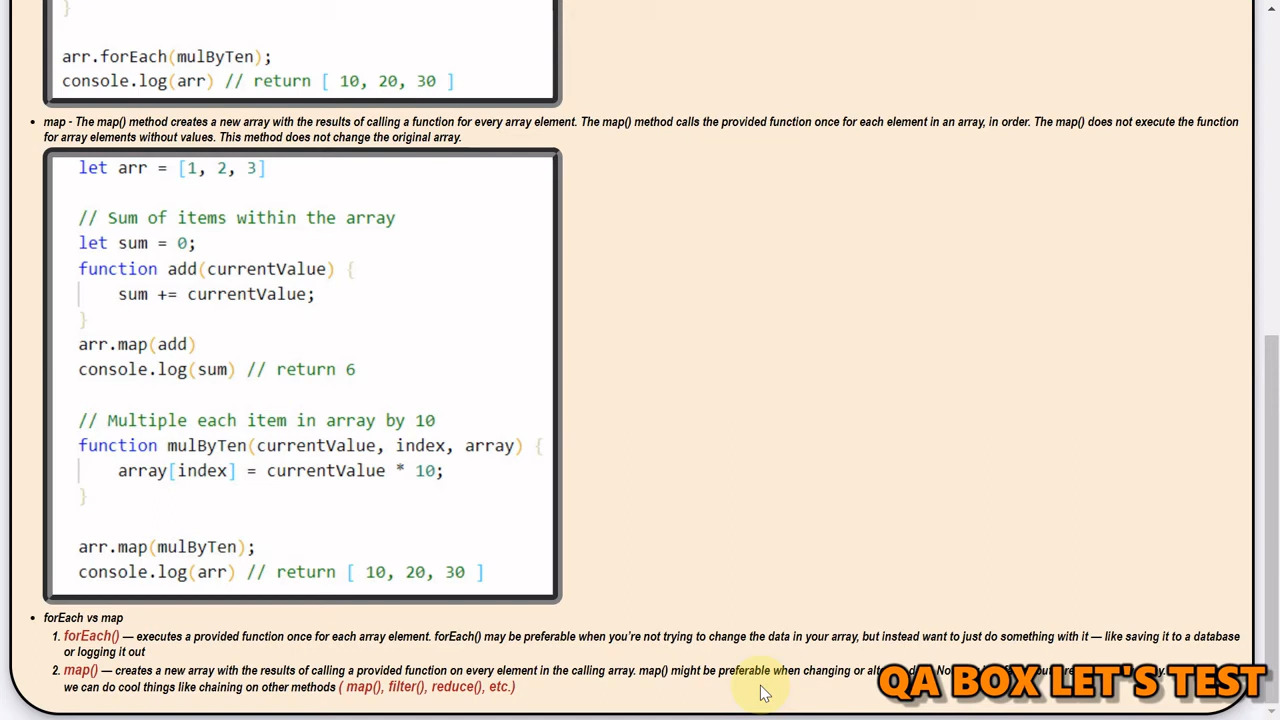 }
arr.forEach(mulByTen);
console.log(arr) // return [ 10, 20, 30 ]
• map - The map() method creates a new array with the results of calling a function for every array element. The map() method calls the provided function once for each element in an array, in order. The map() does not execute the function
for array elements without values. This method does not change the original array.
let arr = [1, 2, 3]
// Sum of items within the array
let sum = 0;
function add(currentValue) {
sum += currentValue;
}
arr.map(add)
console.log(sum) // return 6
// Multiple each item in array by 10
function mulByTen(currentValue, index, array) {
array[index] = currentValue * 10;
}
arr.map(mulByTen);
console.log(arr) // return [ 10, 20, 30 ]
• forEach vs map
1. forEach() — executes a provided function once for each array element. forEach() may be preferable when you're not trying to change the data in your array, but instead want to just do something with it — like saving it to a database
or logging it out
2. map() — creates a new array with the results of calling a provided function on every element in the calling array. map() might be preferable when changing or
we can do cool things like chaining on other methods ( map(), filter(), reduce(), etc.)
QA BOX LET'S TEST